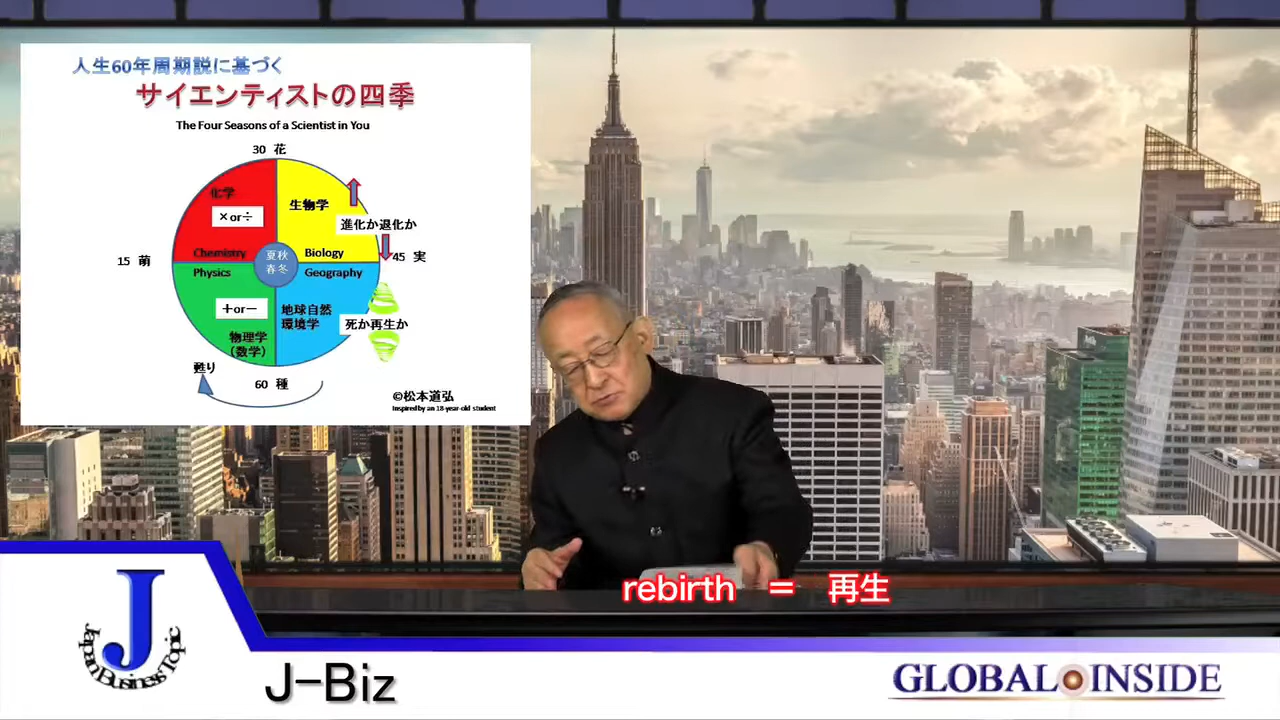 人生60年周期説に基づく
サイエンティストの四季
The Four Seasons of a Scientist in You
30 花
化学
×or÷
Chemistry
生物学
進化か退化か
Biology
15 萌
夏秋
春冬
45 実
Physics
+or−
物理学
(数学)
Geography
地球自然
環境学
死か再生か
甦り
60 種
©松本道弘
Inspired by an 18-year-old student
rebirth = 再生
J
Japan Business Topic
J-Biz
GLOBAL INSIDE